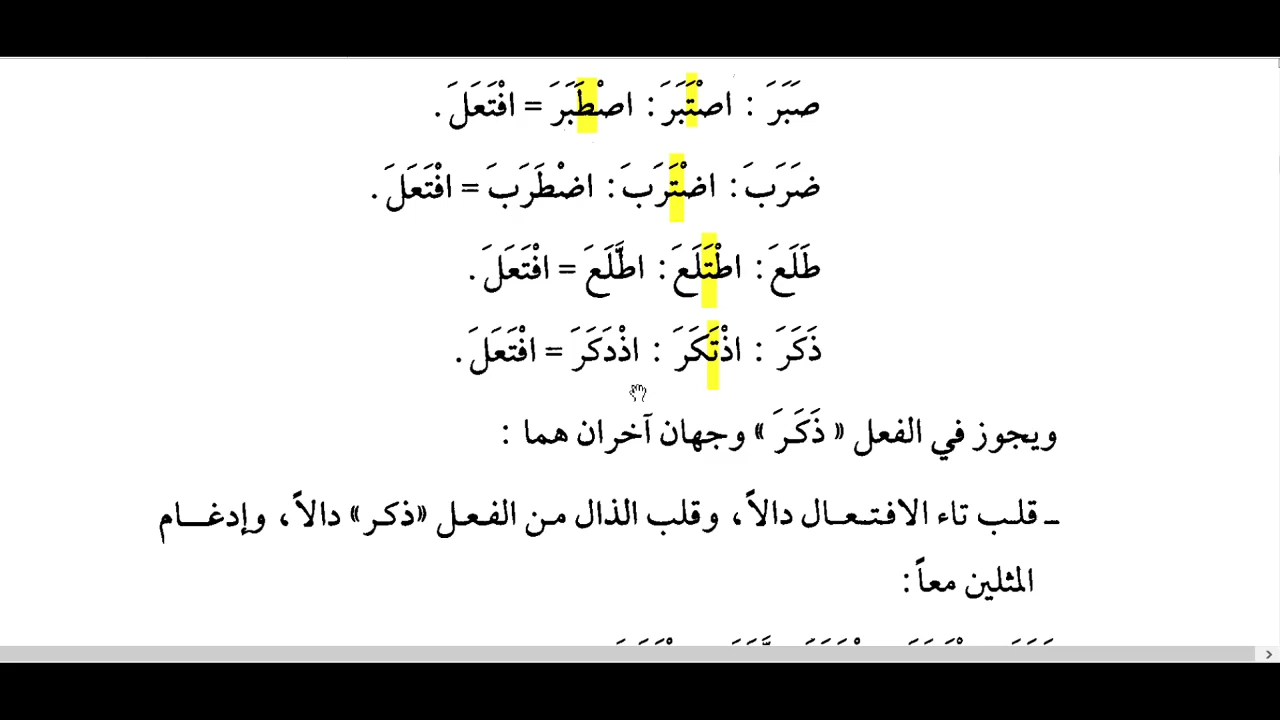 صَبَرَ : اصْتَبَرَ : اصْطَبَرَ = افْتَعَلَ.
ضَرَبَ : اضْتَرَبَ : اضْطَرَبَ = افْتَعَلَ.
طَلَعَ : اطْتَلَعَ : اطَّلَعَ = افْتَعَلَ.
ذَكَرَ : اذْتَكَرَ : اذْدَكَرَ = افْتَعَلَ.
ويجوز في الفعل « ذَكَرَ » وجهان آخران هما :
ـ قلب تاء الافتعال دالاً، وقلب الذال من الفعل «ذكر» دالاً، وإدغام
المثلين معاً :